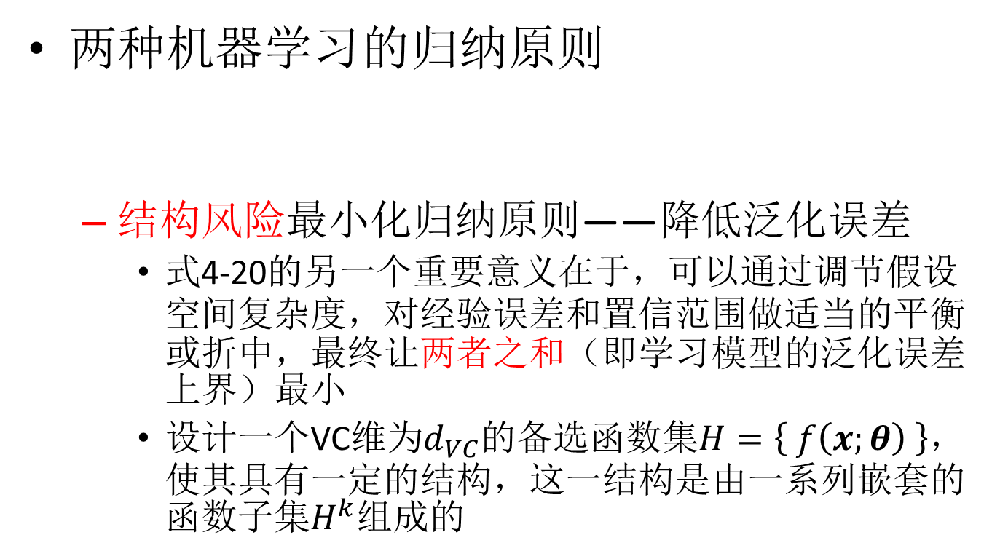 • 两种机器学习的归纳原则
– 结构风险最小化归纳原则——降低泛化误差
• 式4-20的另一个重要意义在于，可以通过调节假设
空间复杂度，对经验误差和置信范围做适当的平衡
或折中，最终让两者之和（即学习模型的泛化误差
上界）最小
• 设计一个VC维为$d_{VC}$的备选函数集$H = \{ f(\boldsymbol{x}; \boldsymbol{\theta}) \}$，
使其具有一定的结构，这一结构是由一系列嵌套的
函数子集$H^k$组成的